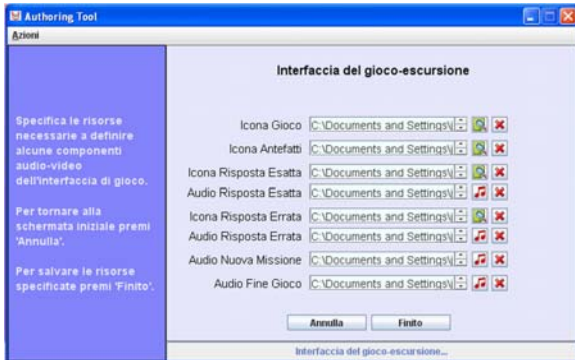 Authoring Tool
Azioni
Interfaccia del gioco-escursione
Specifica le risorse
necessarie a definire
alcune componenti
audio-video
dell'interfaccia di gioco.
Per tornare alla
schermata iniziale premi
'Annulla'.
Per salvare le risorse
specificate premi 'Finito'.
Icona Gioco C:\Documents and Settings\
Icona Antefatti C:\Documents and Settings\
Icona Risposta Esatta C:\Documents and Settings\
Audio Risposta Esatta C:\Documents and Settings\
Icona Risposta Errata C:\Documents and Settings\
Audio Risposta Errata C:\Documents and Settings\
Audio Nuova Missione C:\Documents and Settings\
Audio Fine Gioco C:\Documents and Settings\
Annulla Finito
Interfaccia del gioco-escursione...